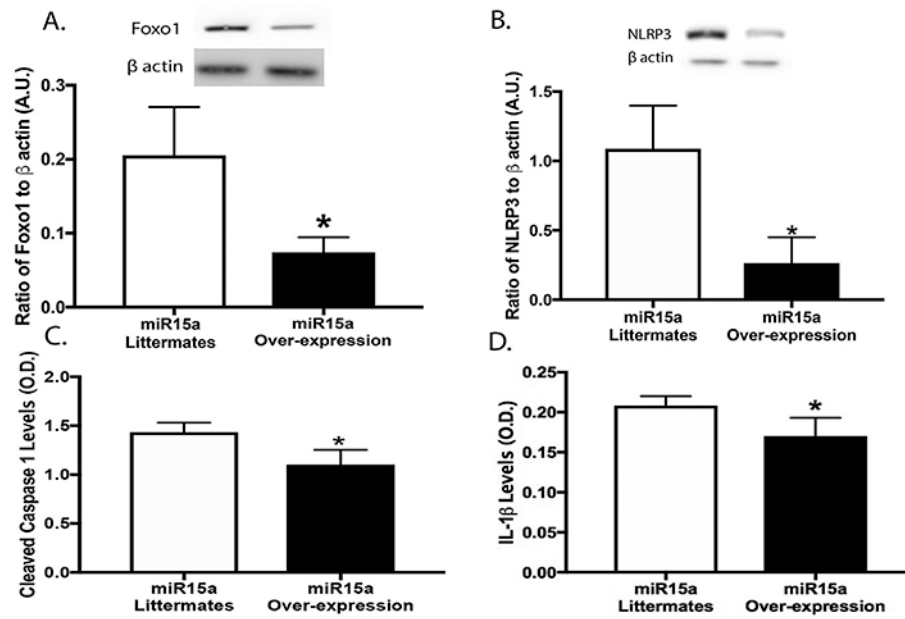 A.
Foxo1
β actin
Ratio of Foxo1 to β actin (A.U.)
0.3
0.2
0.1
0.0
*
miR15a
Littermates
miR15a
Over-expression
B.
NLRP3
β actin
Ratio of NLRP3 to β actin (A.U.)
1.5
1.0
0.5
0.0
*
miR15a
Littermates
miR15a
Over-expression
C.
Cleaved Caspase 1 Levels (O.D.)
2.0
1.5
1.0
0.5
0.0
*
miR15a
Littermates
miR15a
Over-expression
D.
IL-1β Levels (O.D.)
0.25
0.20
0.15
0.10
0.05
0.00
*
miR15a
Littermates
miR15a
Over-expression